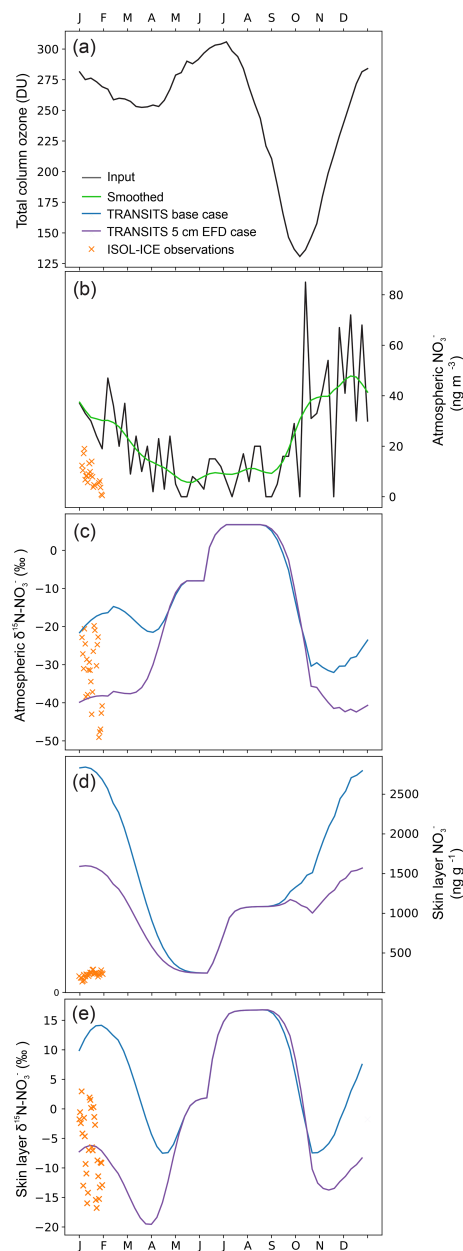 J F M A M J J A S O N D
(a)
Total column ozone (DU)
300
275
250
225
200
175
150
125
Input
Smoothed
TRANSITS base case
TRANSITS 5 cm EFD case
ISOL-ICE observations
(b)
Atmospheric NO₃⁻
(ng m ⁻³)
80
60
40
20
0
(c)
Atmospheric δ¹⁵N-NO₃⁻ (‰)
0
−10
−20
−30
−40
−50
(d)
Skin layer NO₃⁻
(ng g ⁻¹)
2500
2000
1500
1000
500
0
(e)
Skin layer δ¹⁵N-NO₃⁻ (‰)
15
10
5
0
−5
−10
−15
−20
J F M A M J J A S O N D